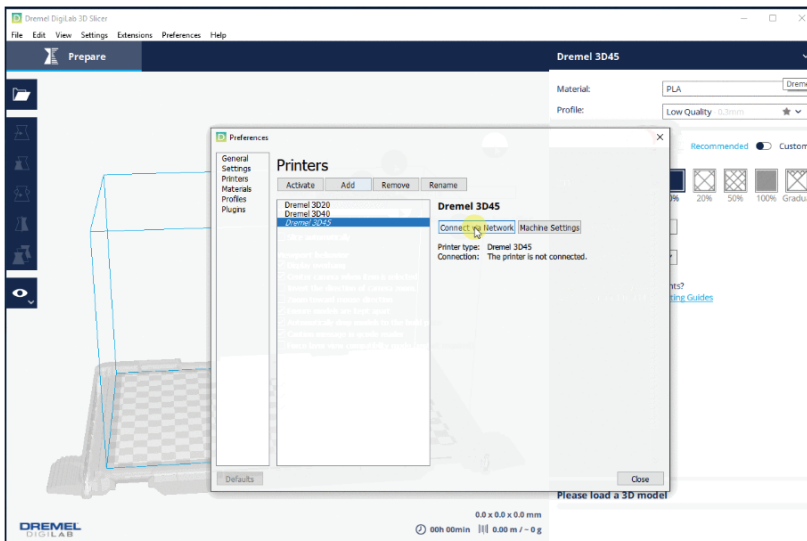 Dremel DigiLab 3D Slicer
File Edit View Settings Extensions Preferences Help
Prepare
Dremel 3D45
Material: PLA
Profile: Low Quality 0.3mm
Recommended Custom
20% 50% 100%
Preferences
General
Settings
Printers
Materials
Profiles
Plugins
Printers
Activate Add Remove Rename
Dremel 3D20
Dremel 3D40
Dremel 3D45
Dremel 3D45
Connect via Network Machine Settings
Printer type: Dremel 3D45
Connection: The printer is not connected.
Defaults
Close
Please load a 3D model
0.0 x 0.0 x 0.0 mm
00h 00min 0.00 m / ~ 0 g
DREMEL
DIGILAB